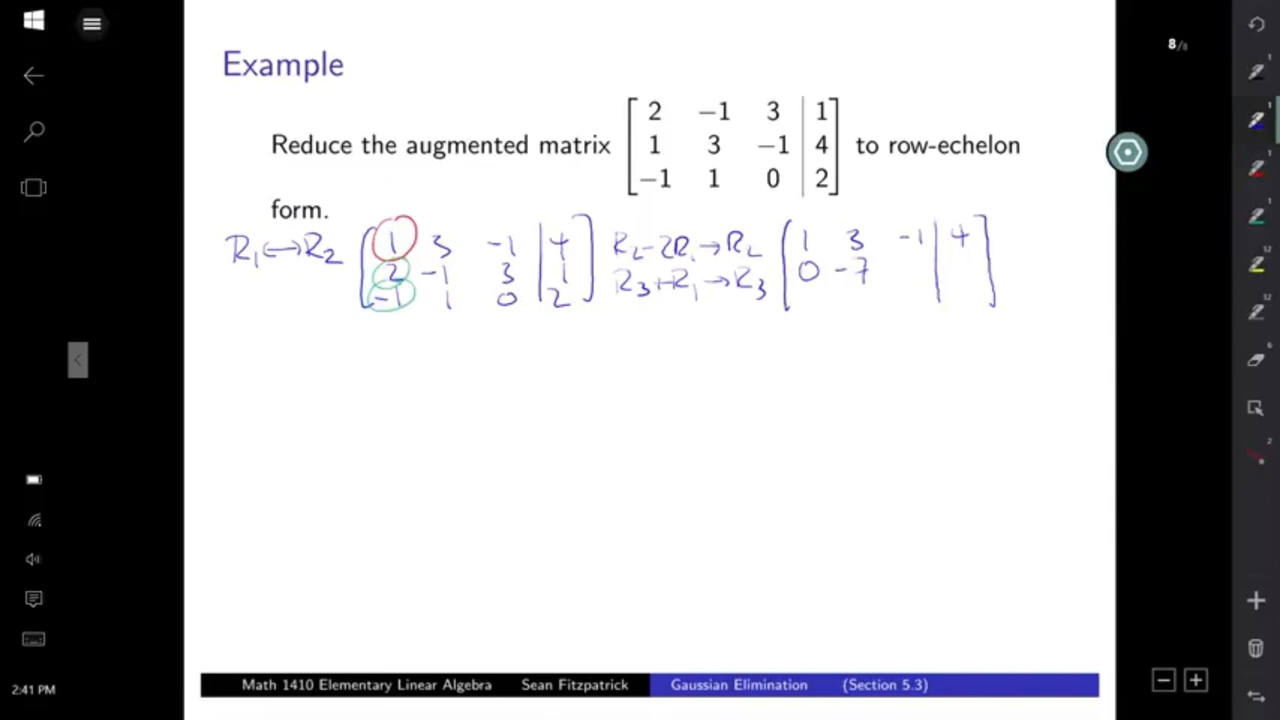 8/8
Example
2 −1 3 1
Reduce the augmented matrix 1 3 −1 4 to row-echelon
−1 1 0 2
form.
R₁↔R₂ 1 3 -1 4 R₂-2R₁→R₂ 1 3 -1 4
2 -1 3 1 R₃+R₁→R₃ 0 -7
-1 1 0 2
2:41 PM
Math 1410 Elementary Linear Algebra Sean Fitzpatrick Gaussian Elimination (Section 5.3)